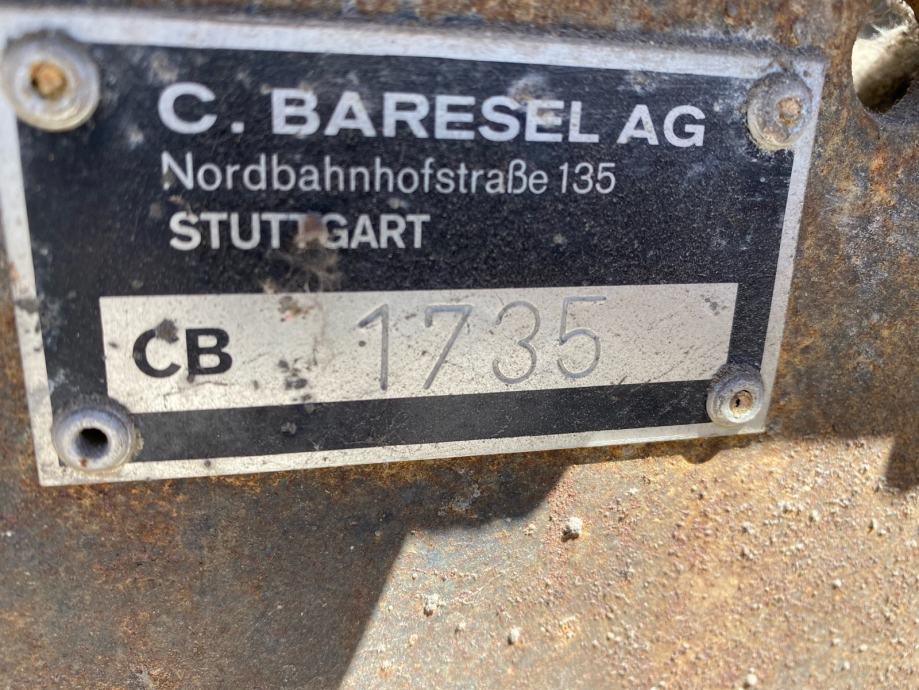 C. BARESEL AG
Nordbahnhofstraße 135
STUTTGART
CB 1735